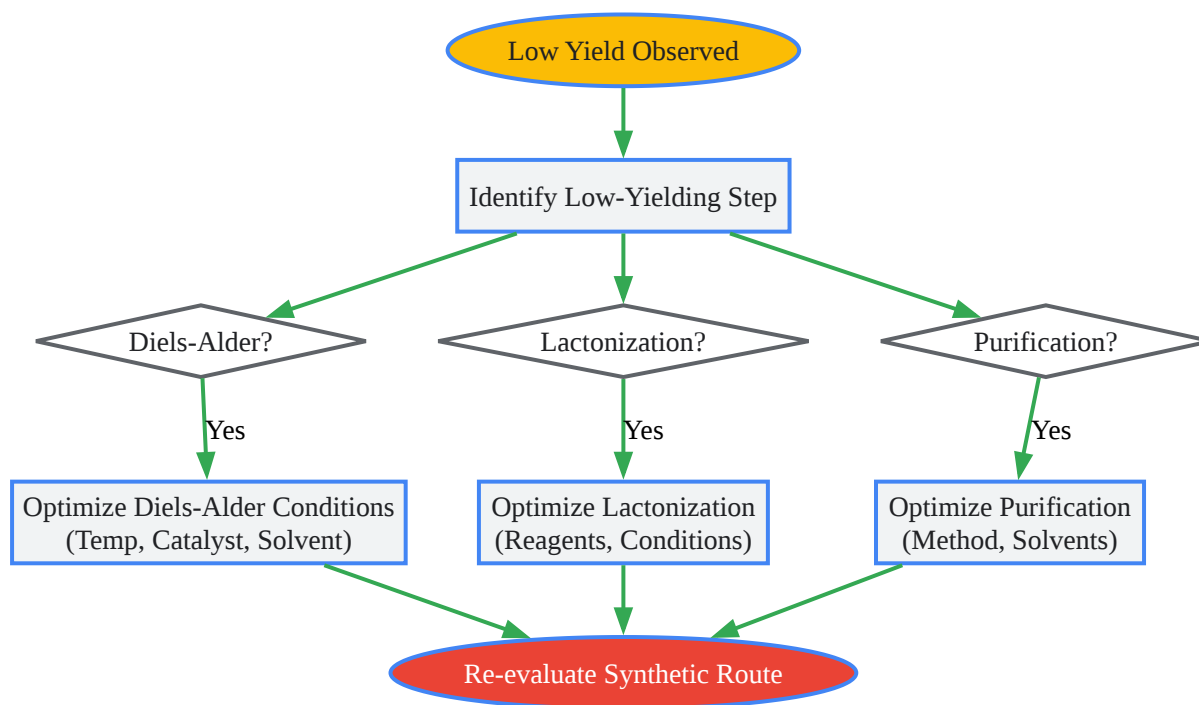 Low Yield Observed
Identify Low-Yielding Step
Diels-Alder?
Lactonization?
Purification?
Yes
Yes
Yes
Optimize Diels-Alder Conditions
(Temp, Catalyst, Solvent)
Optimize Lactonization
(Reagents, Conditions)
Optimize Purification
(Method, Solvents)
Re-evaluate Synthetic Route